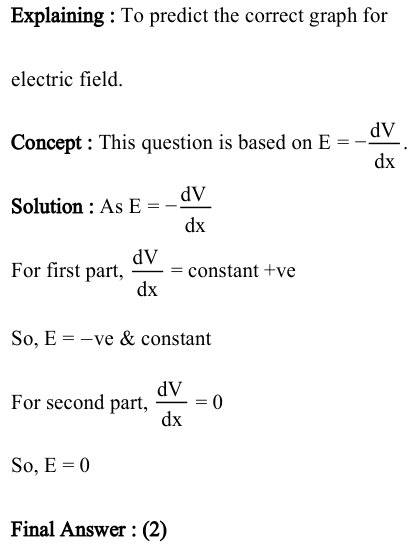 Explaining : To predict the correct graph for
electric field.
Concept : This question is based on E = −dV/dx.
Solution : As E = −dV/dx
For first part, dV/dx = constant +ve
So, E = −ve & constant
For second part, dV/dx = 0
So, E = 0
Final Answer : (2)